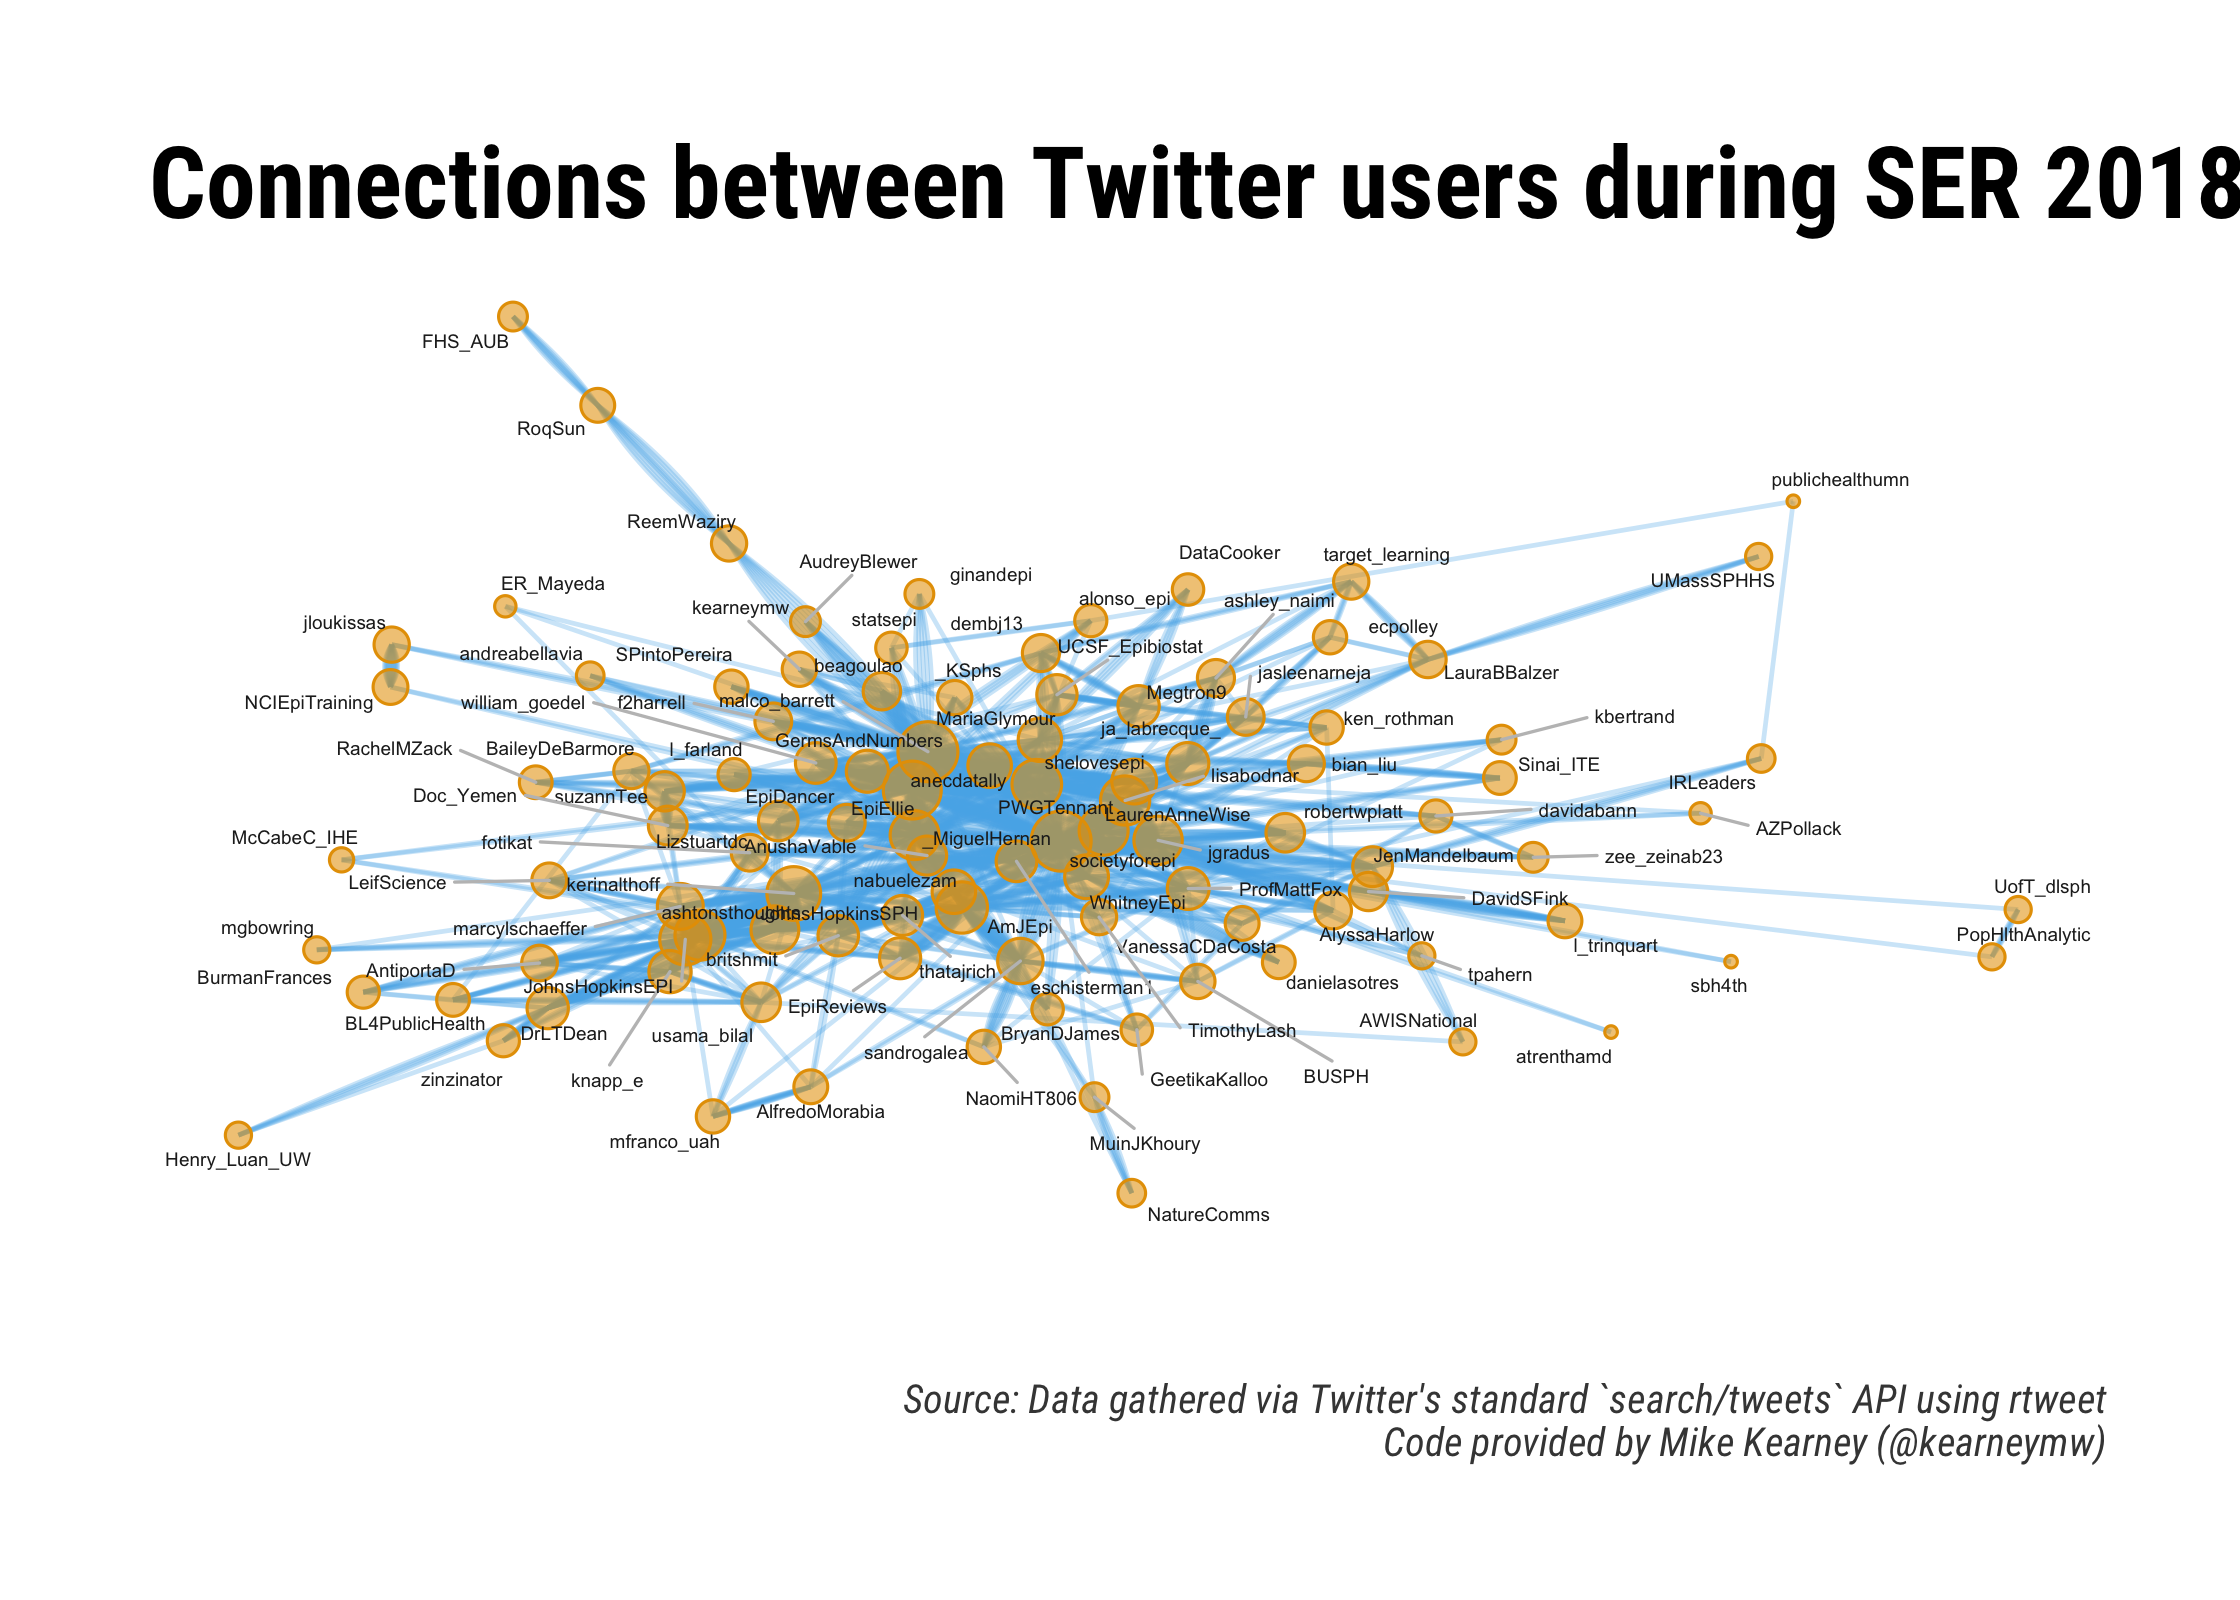 Connections between Twitter users during SER 2018
FHS_AUB
RoqSun
publichealthumn
ReemWaziry
DataCooker
target_learning
AudreyBlewer
ginandepi
UMassSPHHS
ER_Mayeda
alonso_epi
ashley_naimi
kearneymw
statsepi
dembj13
jloukissas
ecpolley
UCSF_Epibiostat
andreabellavia
SPintoPereira
beagoulao
_KSphs
jasleenarneja
LauraBBalzer
NCIEpiTraining
william_goedel
f2harrell
malco_barrett
Megtron9
MariaGlymour
ja_labrecque_
ken_rothman
kbertrand
RachelMZack
BaileyDeBarmore
l_farland
GermsAndNumbers
shelovesepi
bian_liu
Sinai_ITE
lisabodnar
anecdatally
IRLeaders
Doc_Yemen
suzannTee
EpiDancer
EpiEllie
PWGTennant
LaurenAnneWise
robertwplatt
davidabann
AZPollack
McCabeC_IHE
fotikat
Lizstuartdc
AnushaVable
_MiguelHernan
societyforepi
jgradus
JenMandelbaum
zee_zeinab23
LeifScience
kerinalthoff
nabuelezam
ProfMattFox
DavidSFink
UofT_dlsph
WhitneyEpi
ashtonsthoughts
JohnsHopkinsSPH
mgbowring
marcylschaeffer
AmJEpi
AlyssaHarlow
PopHlthAnalytic
VanessaCDaCosta
l_trinquart
britshmit
AntiportaD
thatajrich
tpahern
BurmanFrances
danielasotres
sbh4th
JohnsHopkinsEPI
eschisterman1
EpiReviews
BL4PublicHealth
DrLTDean
usama_bilal
BryanDJames
TimothyLash
AWISNational
sandrogalea
atrenthamd
zinzinator
knapp_e
GeetikaKalloo
BUSPH
NaomiHT806
AlfredoMorabia
mfranco_uah
MuinJKhoury
Henry_Luan_UW
NatureComms
Source: Data gathered via Twitter's standard `search/tweets` API using rtweet
Code provided by Mike Kearney (@kearneymw)